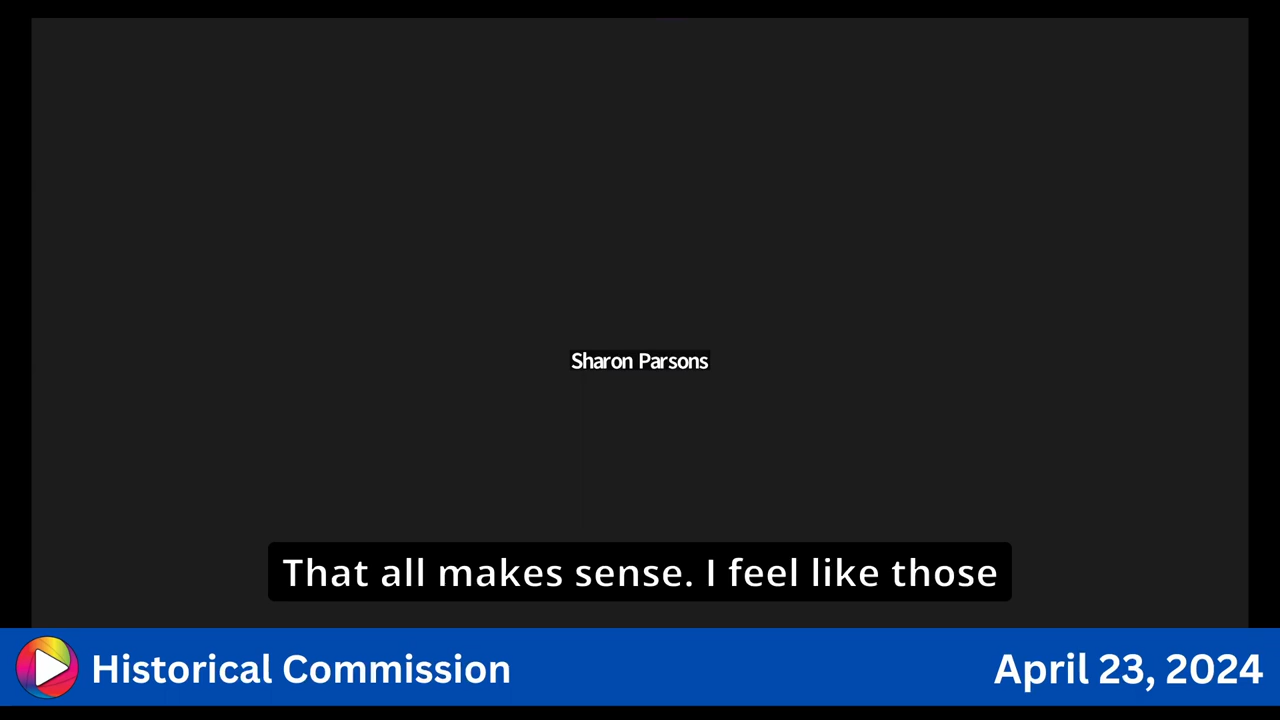 Sharon Parsons
That all makes sense. I feel like those
Historical Commission
April 23, 2024